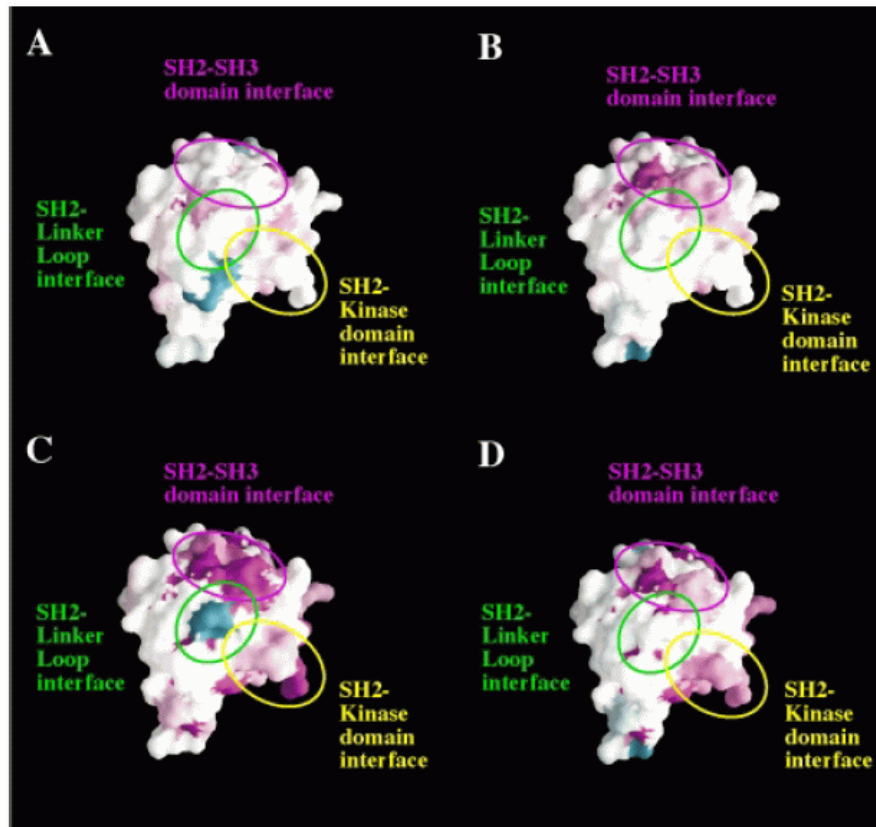 A
SH2-SH3
domain interface
SH2-
Linker
Loop
interface
SH2-
Kinase
domain
interface
B
SH2-SH3
domain interface
SH2-
Linker
Loop
interface
SH2-
Kinase
domain
interface
C
SH2-SH3
domain interface
SH2-
Linker
Loop
interface
SH2-
Kinase
domain
interface
D
SH2-SH3
domain interface
SH2-
Linker
Loop
interface
SH2-
Kinase
domain
interface